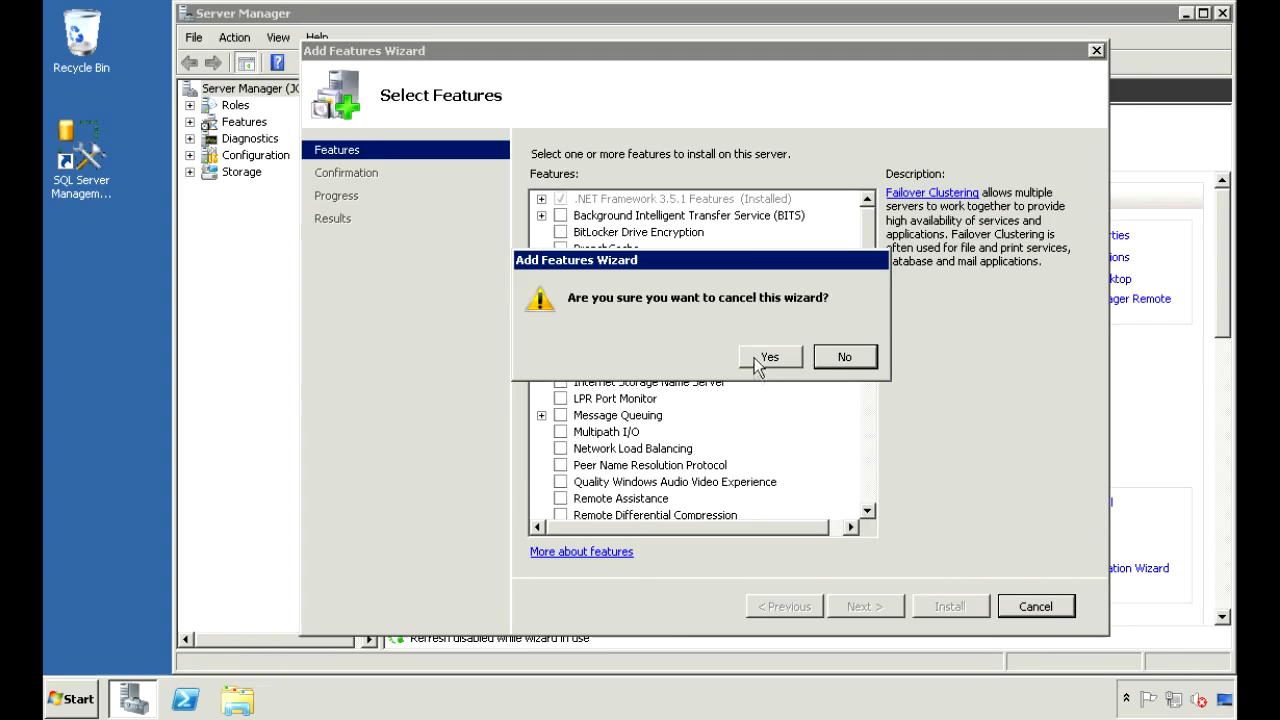 Recycle Bin
SQL Server
Managem...
Server Manager
File Action View Help
Add Features Wizard
Select Features
Server Manager (JO
Roles
Features
Diagnostics
Configuration
Storage
Features
Confirmation
Progress
Results
Select one or more features to install on this server.
Features:
.NET Framework 3.5.1 Features (Installed)
Background Intelligent Transfer Service (BITS)
BitLocker Drive Encryption
BranchCache
Add Features Wizard
Are you sure you want to cancel this wizard?
Yes No
Internet Storage Name Server
LPR Port Monitor
Message Queuing
Multipath I/O
Network Load Balancing
Peer Name Resolution Protocol
Quality Windows Audio Video Experience
Remote Assistance
Remote Differential Compression
More about features
Description:
Failover Clustering allows multiple
servers to work together to provide
high availability of services and
applications. Failover Clustering is
often used for file and print services,
database and mail applications.
< Previous Next > Install Cancel
rties
ions
ktop
ager Remote
ation Wizard
Refresh disabled while wizard in use
Start